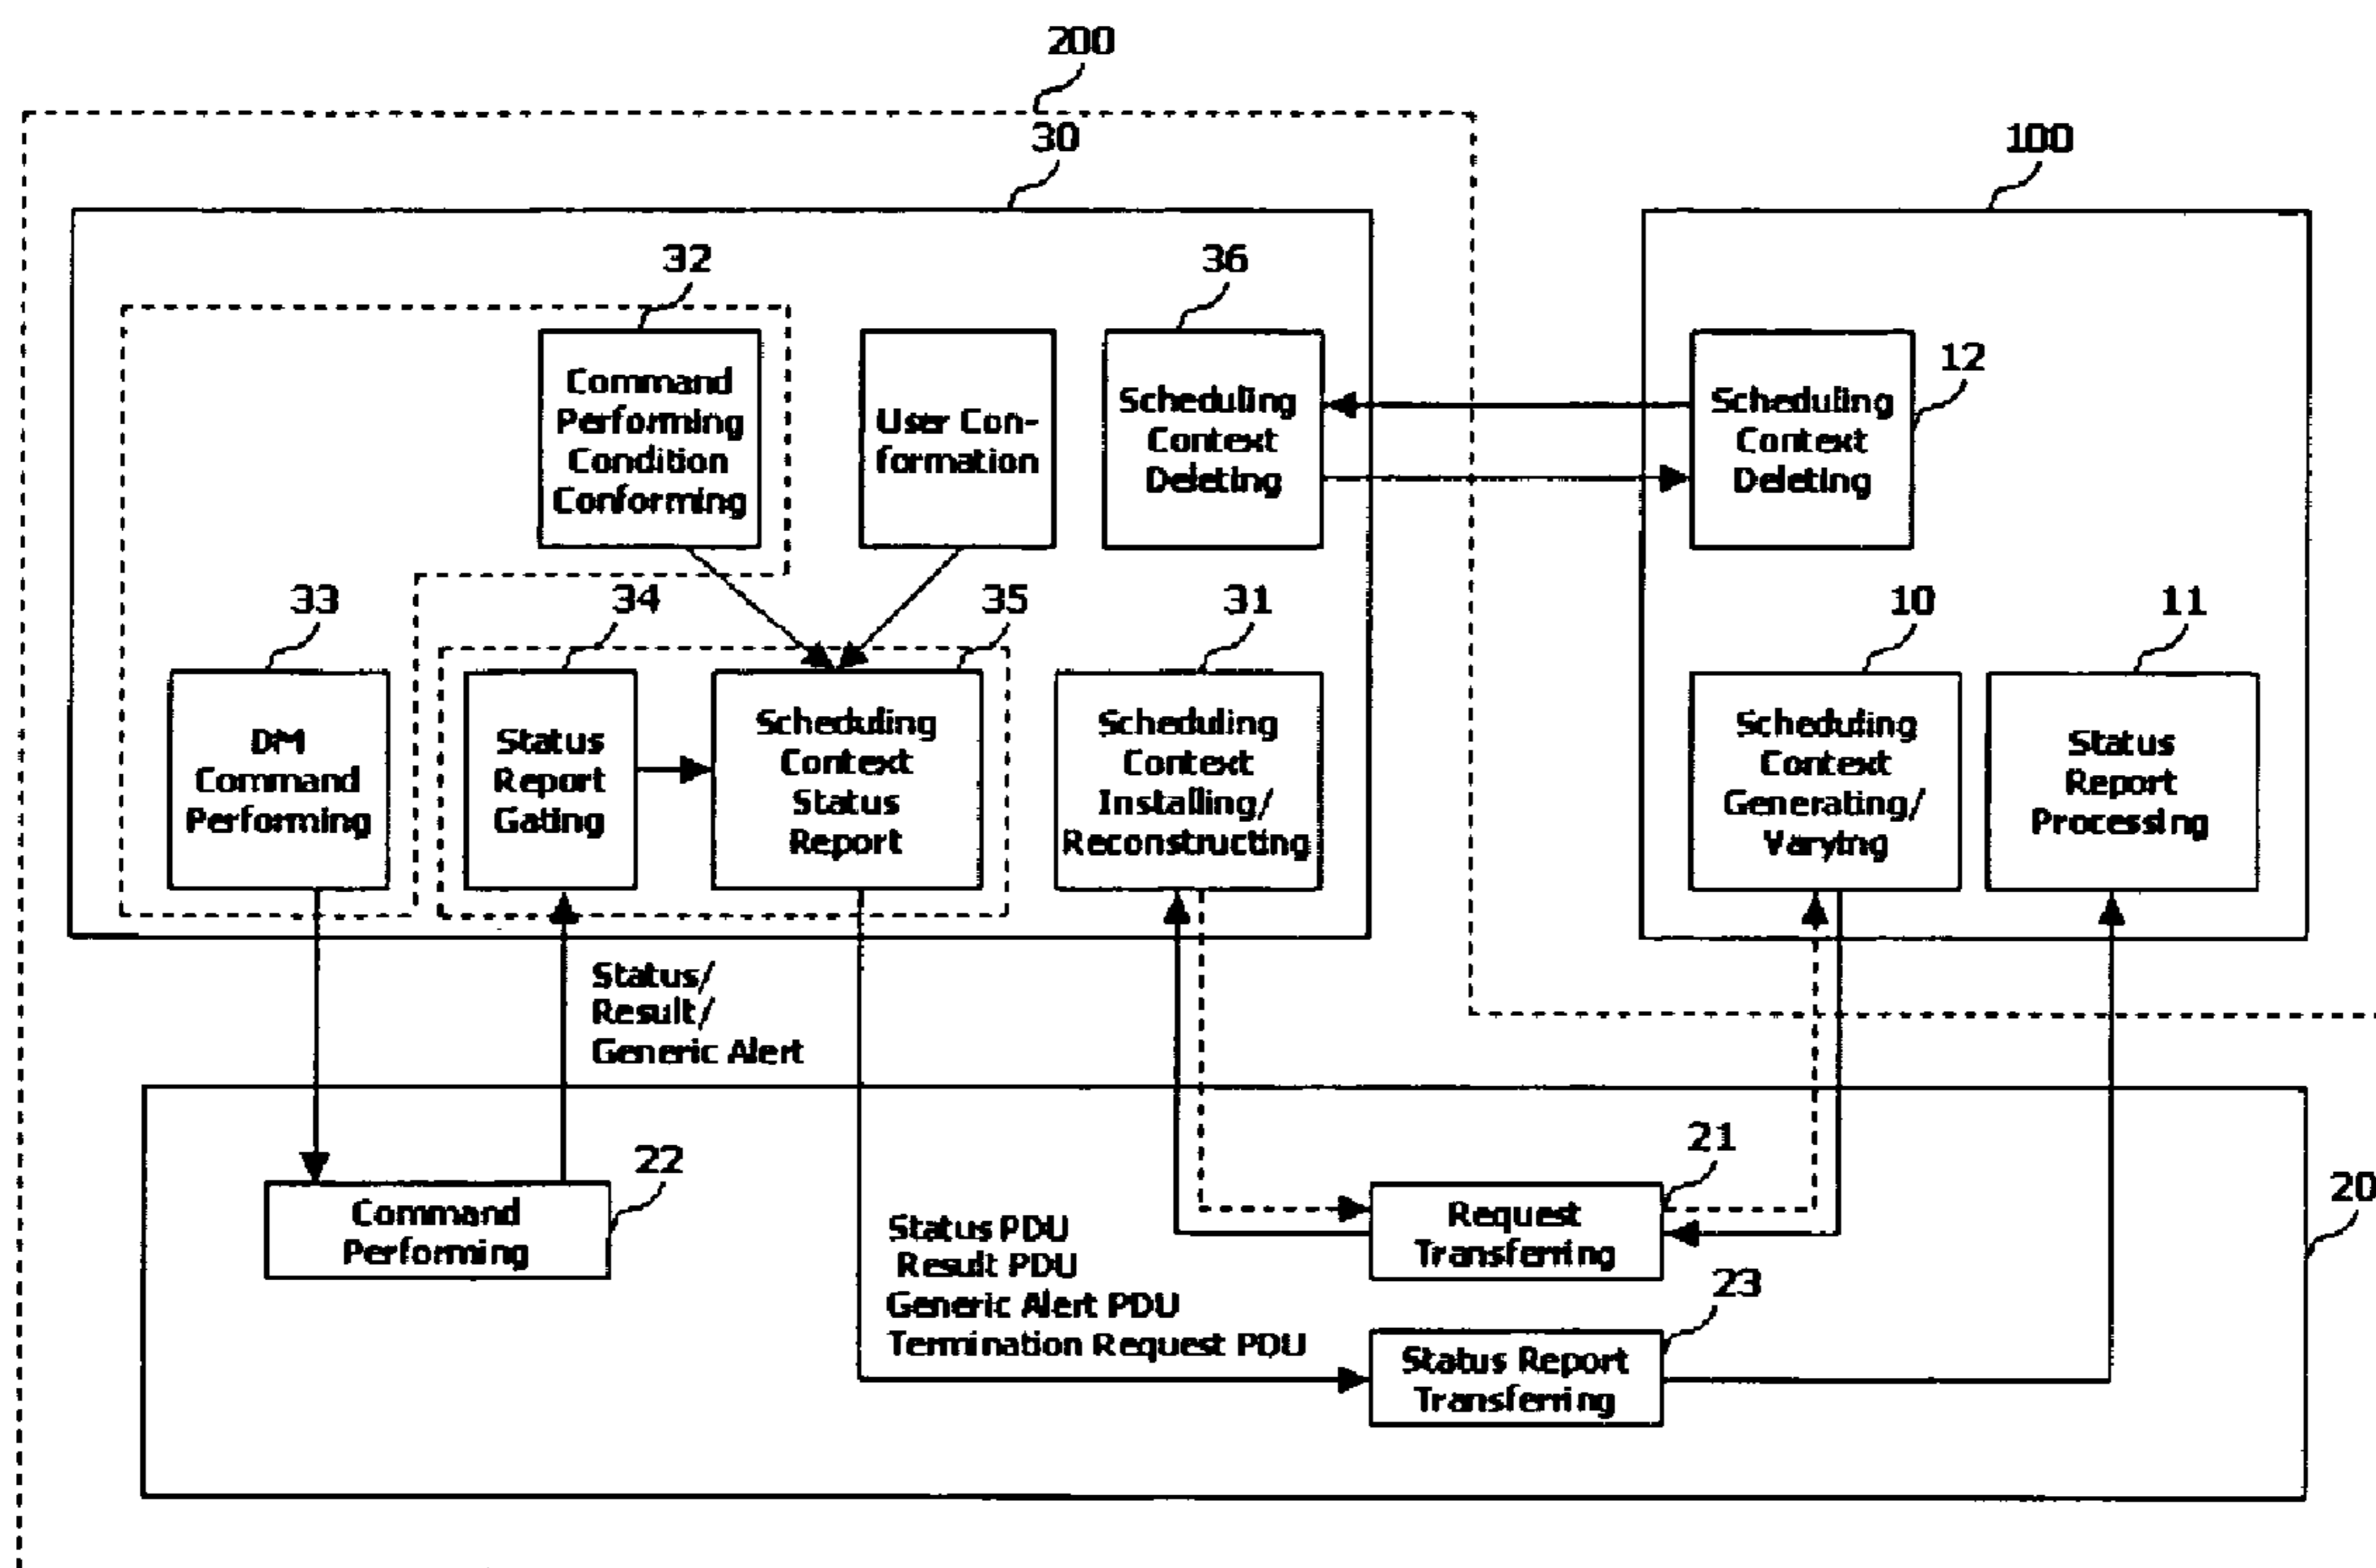 200
30
100
32
36
12
Command
Performing
Condition
Conforming
User Con-
formation
Scheduling
Context
Deleting
Scheduling
Context
Deleting
33
34
35
31
10
11
DM
Command
Performing
Status
Report
Gating
Scheduling
Context
Status
Report
Scheduling
Context
Installing/
Reconstructing
Scheduling
Context
Generating/
Varying
Status
Report
Processing
Status/
Result/
Generic Alert
22
21
20
Command
Performing
Request
Transferring
Status PDU
Result PDU
Generic Alert PDU
Termination Request PDU
23
Status Report
Transferring